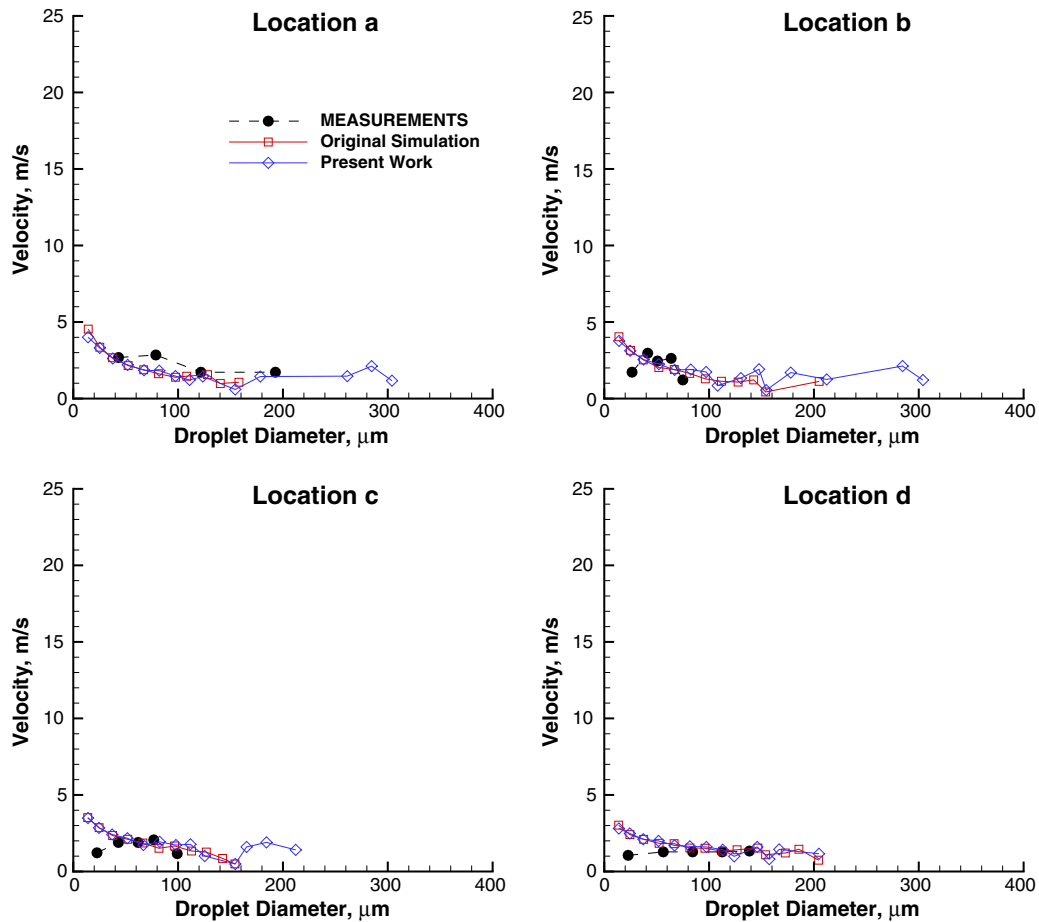 Location a
25
20
15
10
5
0
Velocity, m/s
MEASUREMENTS
Original Simulation
Present Work
0 100 200 300 400
Droplet Diameter, μm
Location b
25
20
15
10
5
0
Velocity, m/s
0 100 200 300 400
Droplet Diameter, μm
Location c
25
20
15
10
5
0
Velocity, m/s
0 100 200 300 400
Droplet Diameter, μm
Location d
25
20
15
10
5
0
Velocity, m/s
0 100 200 300 400
Droplet Diameter, μm